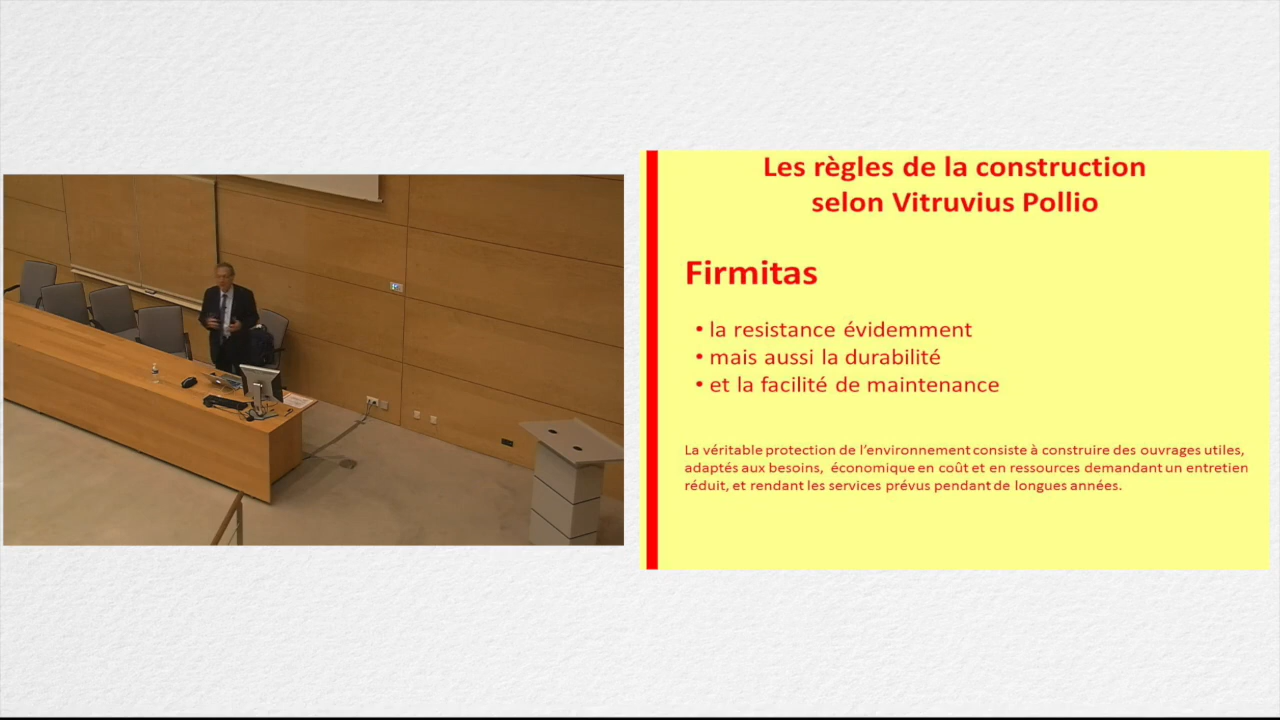 Les règles de la construction
selon Vitruvius Pollio
Firmitas
• la resistance évidemment
• mais aussi la durabilité
• et la facilité de maintenance
La véritable protection de l'environnement consiste à construire des ouvrages utiles,
adaptés aux besoins, économique en coût et en ressources demandant un entretien
réduit, et rendant les services prévus pendant de longues années.